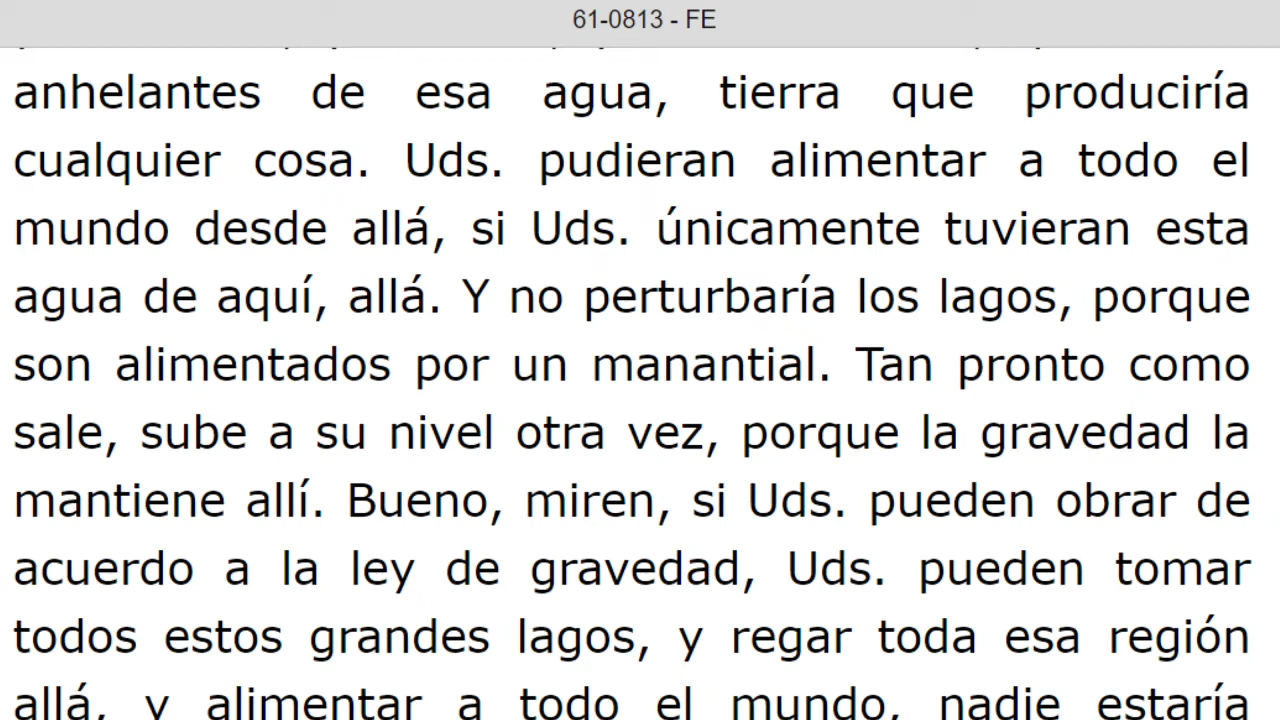 61-0813 - FE
anhelantes de esa agua, tierra que produciría
cualquier cosa. Uds. pudieran alimentar a todo el
mundo desde allá, si Uds. únicamente tuvieran esta
agua de aquí, allá. Y no perturbaría los lagos, porque
son alimentados por un manantial. Tan pronto como
sale, sube a su nivel otra vez, porque la gravedad la
mantiene allí. Bueno, miren, si Uds. pueden obrar de
acuerdo a la ley de gravedad, Uds. pueden tomar
todos estos grandes lagos, y regar toda esa región
allá, y alimentar a todo el mundo, nadie estaría